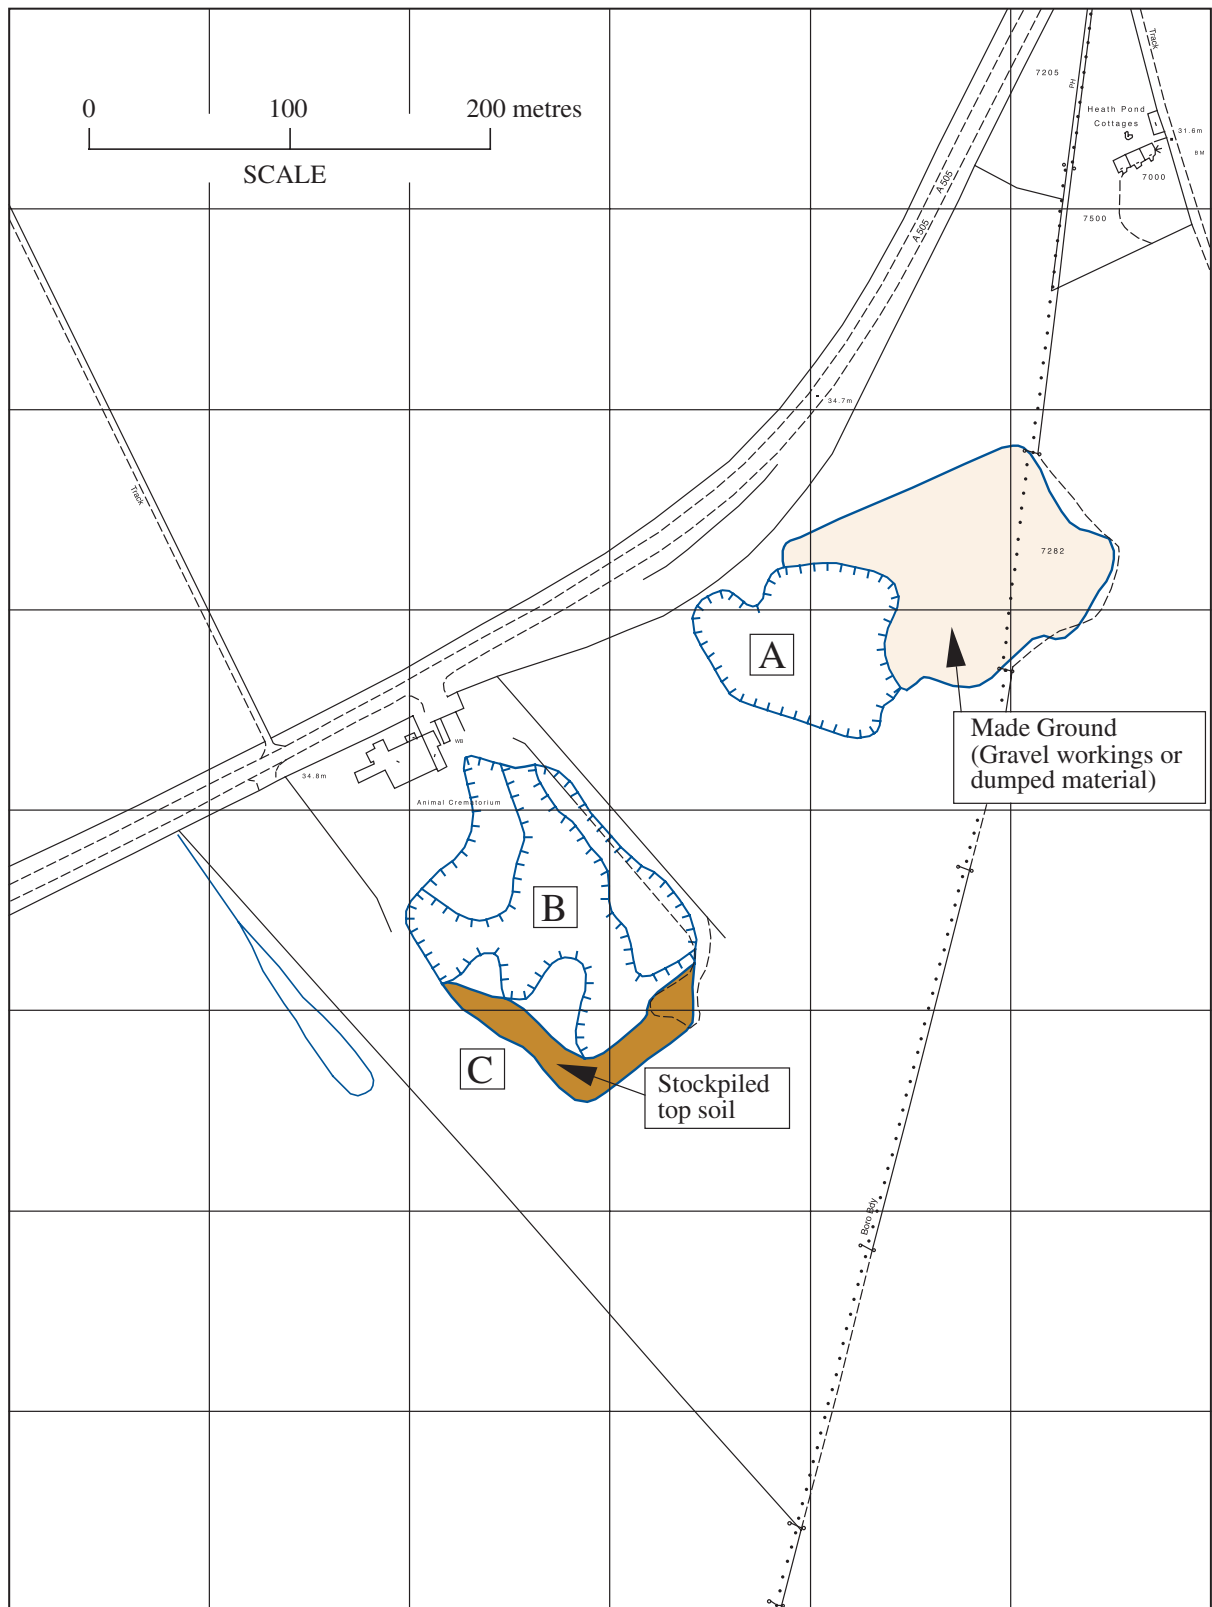 0 100 200 metres
SCALE
7205
PH
Track
Heath Pond
Cottages
31.6m
BM
7000
7500
A 505
A 505
34.7m
Track
7282
A
Made Ground
(Gravel workings or
dumped material)
WB
34.8m
Animal Crematorium
B
C
Stockpiled
top soil
Boro Bdy